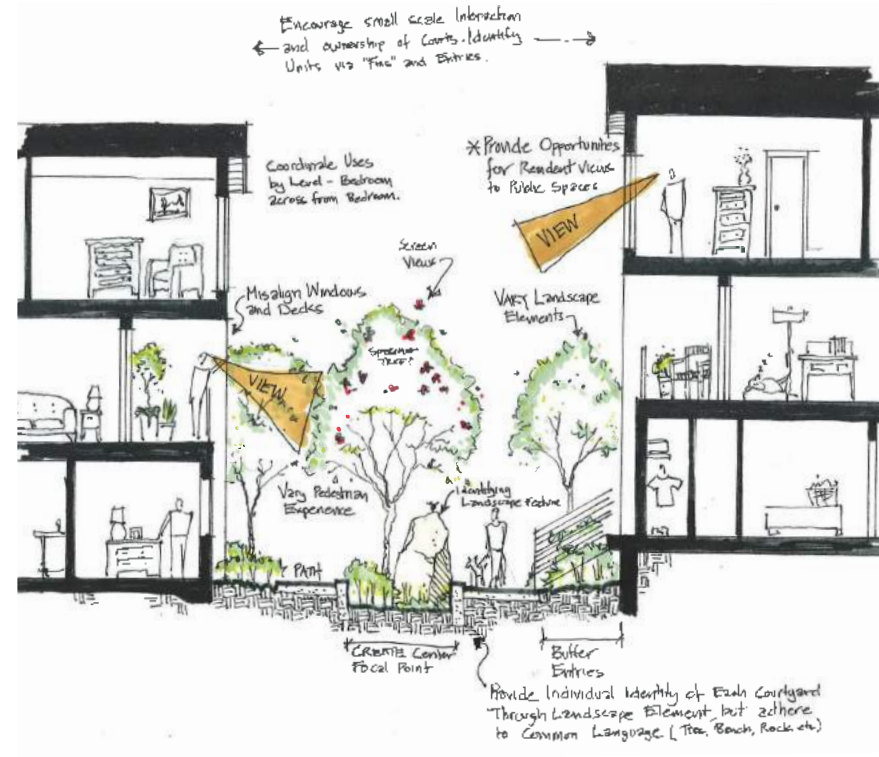 Encourage small scale Interaction
and ownership of Courts. Identify
Units via "Fins" and Entries.
Coordinate Uses
by Level - Bedroom
across from Bedroom.
* Provide Opportunites
for Resident Views
to Public Spaces
VIEW
Screen
Views
Misalign Windows
and Decks
VARY Landscape
Elements
SPECIMEN
TREE
VIEW
Vary Pedestrian
Experience
Identifying
Landscape Feature
PATH
CREATE Center
Focal Point
Buffer
Entries
Provide Individual Identity of Each Courtyard
Through Landscape Element, but adhere
to Common Language (Tree, Bench, Rock etc)